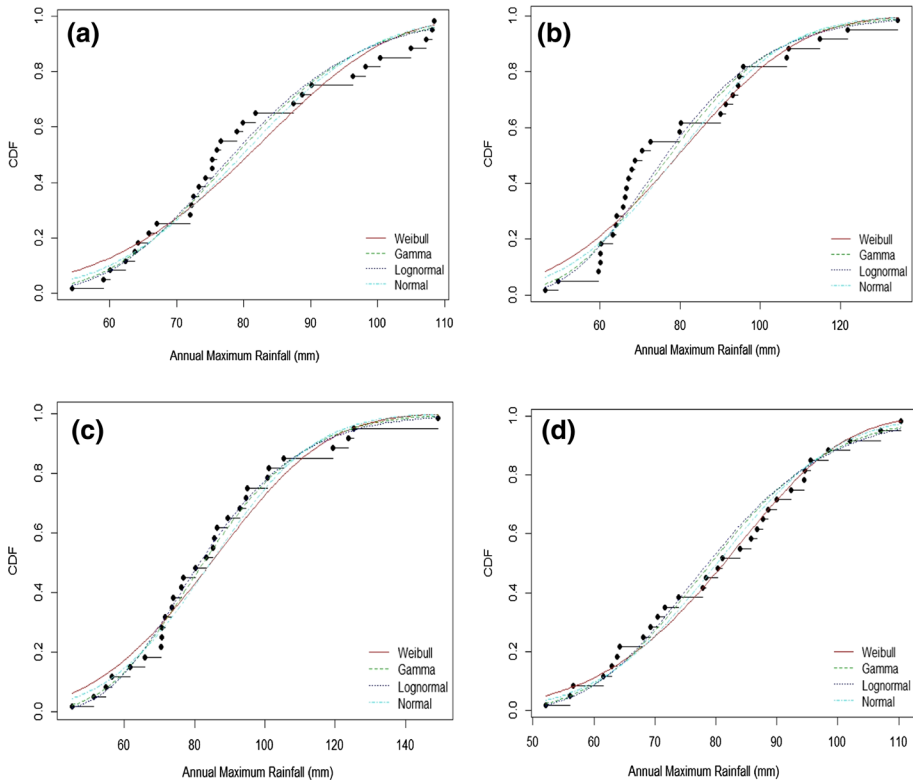 (a)
CDF
1.0
0.8
0.6
0.4
0.2
0.0
Weibull
Gamma
Lognormal
Normal
60 70 80 90 100 110
Annual Maximum Rainfall (mm)
(b)
CDF
1.0
0.8
0.6
0.4
0.2
0.0
Weibull
Gamma
Lognormal
Normal
60 80 100 120
Annual Maximum Rainfall (mm)
(c)
CDF
1.0
0.8
0.6
0.4
0.2
0.0
Weibull
Gamma
Lognormal
Normal
60 80 100 120 140
Annual Maximum Rainfall (mm)
(d)
CDF
1.0
0.8
0.6
0.4
0.2
0.0
Weibull
Gamma
Lognormal
Normal
50 60 70 80 90 100 110
Annual Maximum Rainfall (mm)